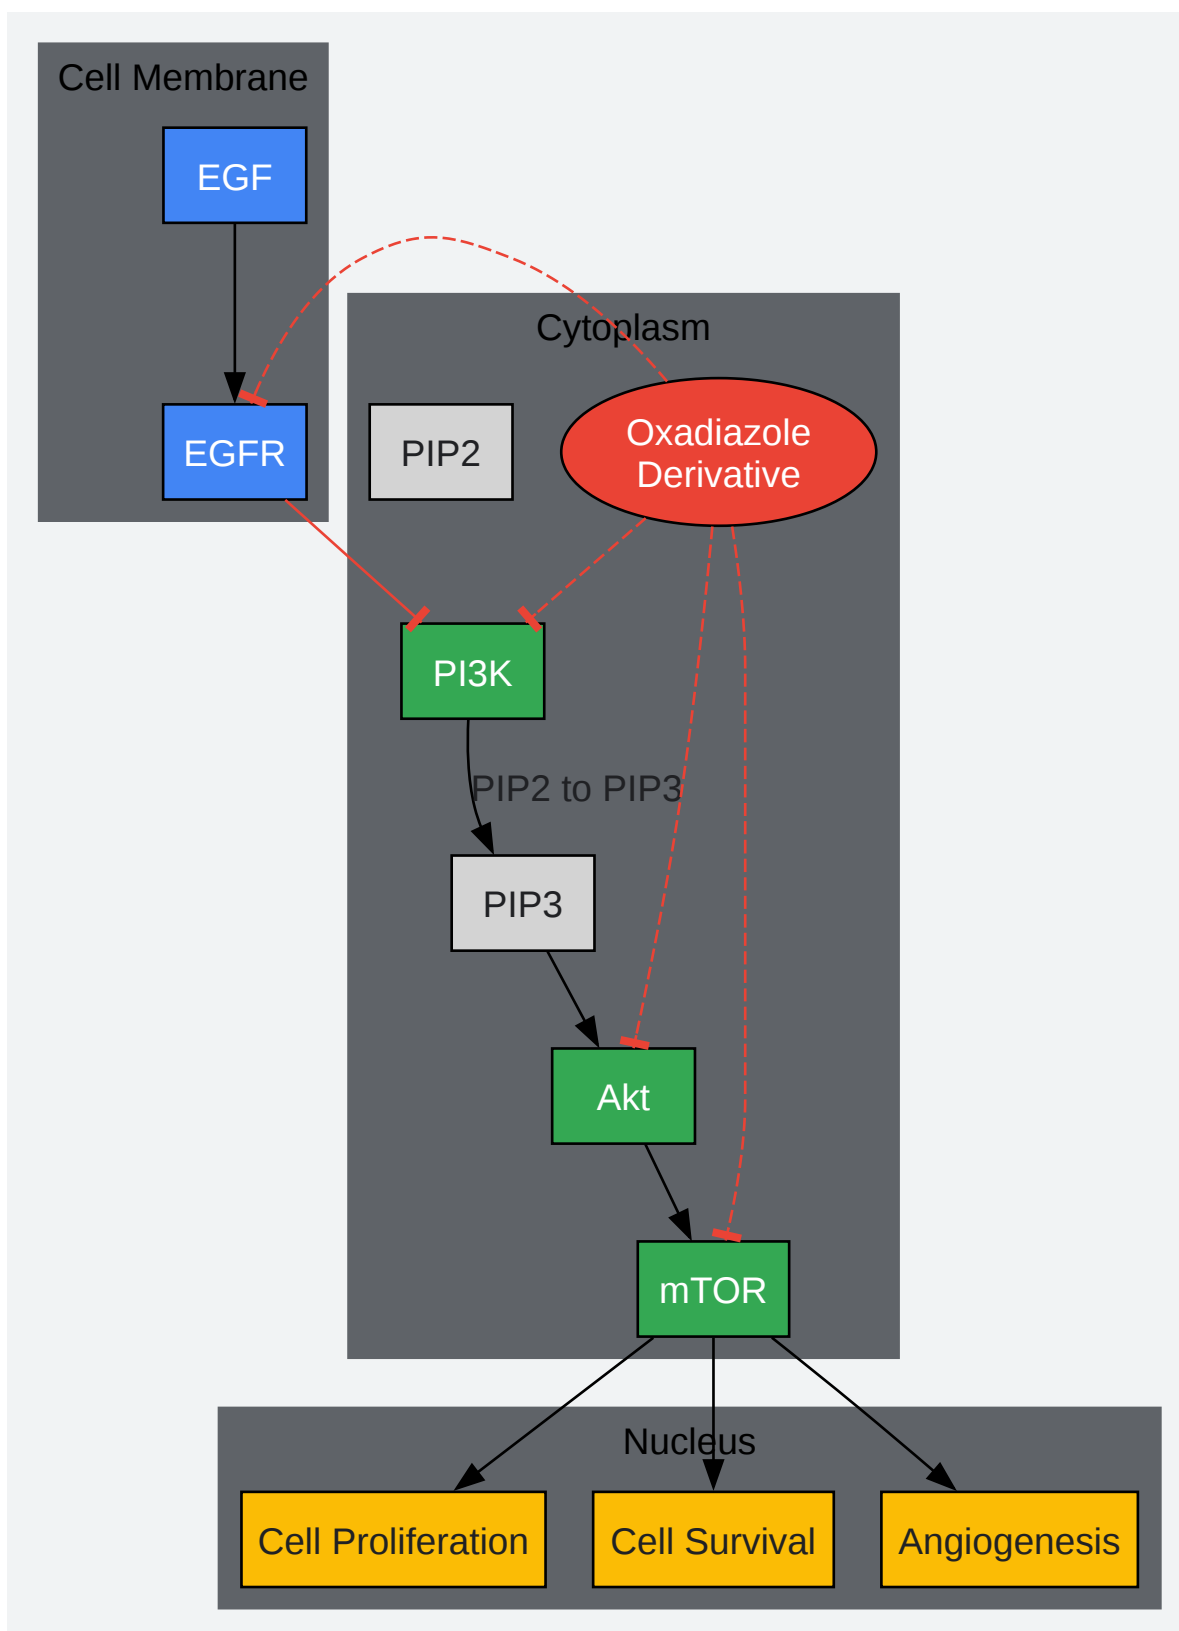 Cell Membrane
EGF
Cytoplasm
EGFR
PIP2
Oxadiazole
Derivative
PI3K
PIP2 to PIP3
PIP3
Akt
mTOR
Nucleus
Cell Proliferation
Cell Survival
Angiogenesis